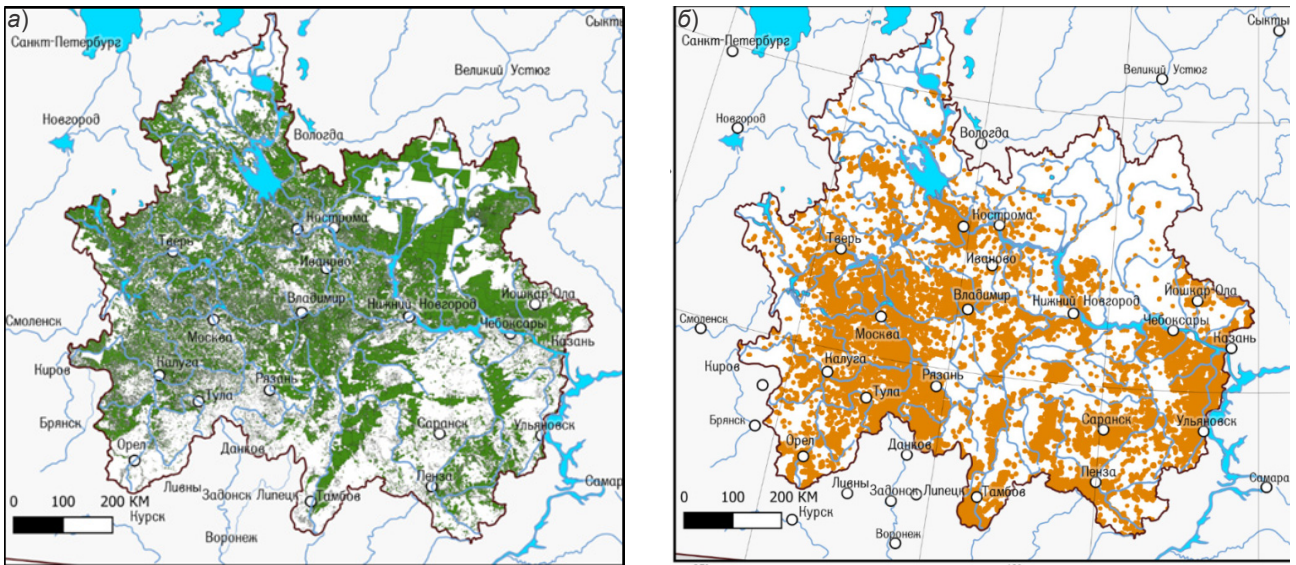 а)
Санкт-Петербург
Сыкты
Великий Устюг
Новгород
Вологда
Кострома
Тверь
Иваново
Владимир
Нижний Новгород
Йошкар-Ола
Смоленск
Москва
Чебоксары
Казань
Киров
Калуга
Рязань
Тула
Брянск
Саранск
Ульяновск
Орел
Данков
Пенза
Самар
0 100 200 КМ
Ливны
Задонск
Липецк
Тамбов
Курск
Воронеж
б)
Сыкты
Санкт-Петербург
Великий Устюг
Новгород
Вологда
Кострома
Тверь
Иваново
Владимир
Нижний Новгород
Йошкар-Ола
Смоленск
Москва
Чебоксары
Казань
Киров
Калуга
Рязань
Тула
Брянск
Саранск
Ульяновск
Орел
Данков
Пенза
Самара
0 100 200 КМ
Ливны
Задонск
Липецк
Тамбов
Курск
Воронеж